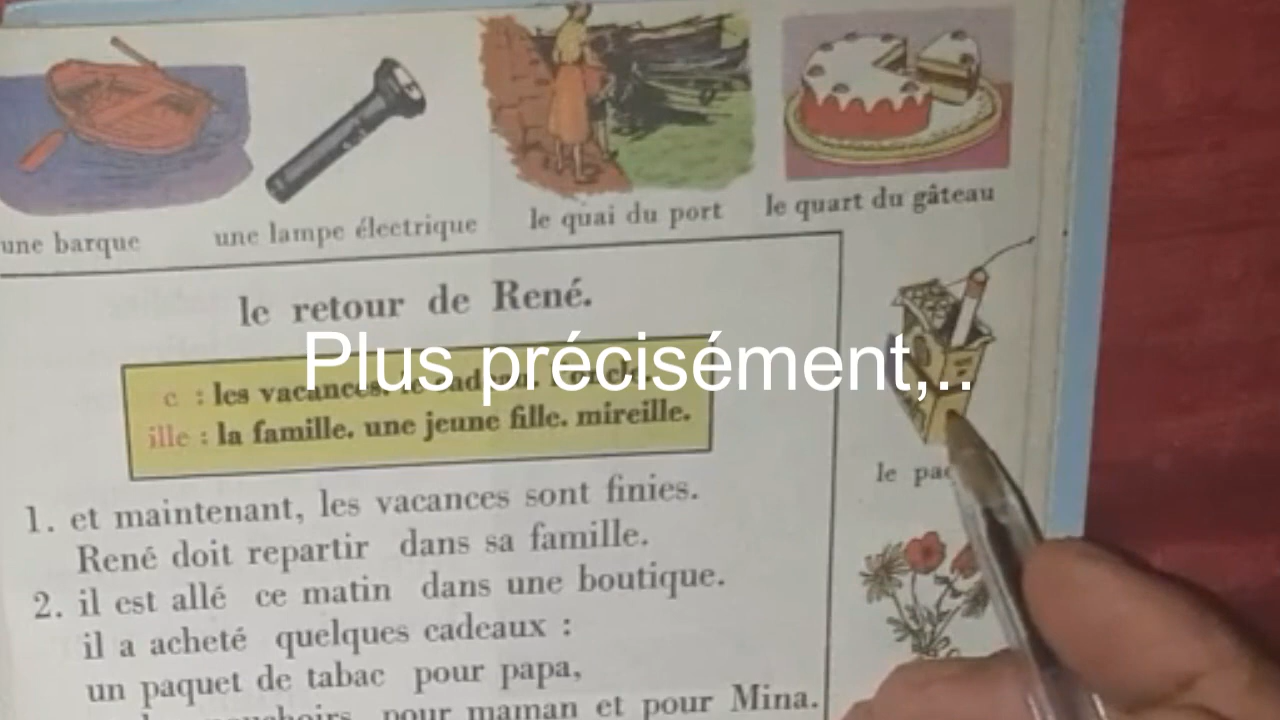 une barque
une lampe électrique
le quai du port
le quart du gâteau
le retour de René.
Plus précisément,..
c : les vacances.
ille : la famille. une jeune fille. mireille.
1. et maintenant, les vacances sont finies.
René doit repartir dans sa famille.
2. il est allé ce matin dans une boutique.
il a acheté quelques cadeaux :
un paquet de tabac pour papa,
pour maman et pour Mina.
le